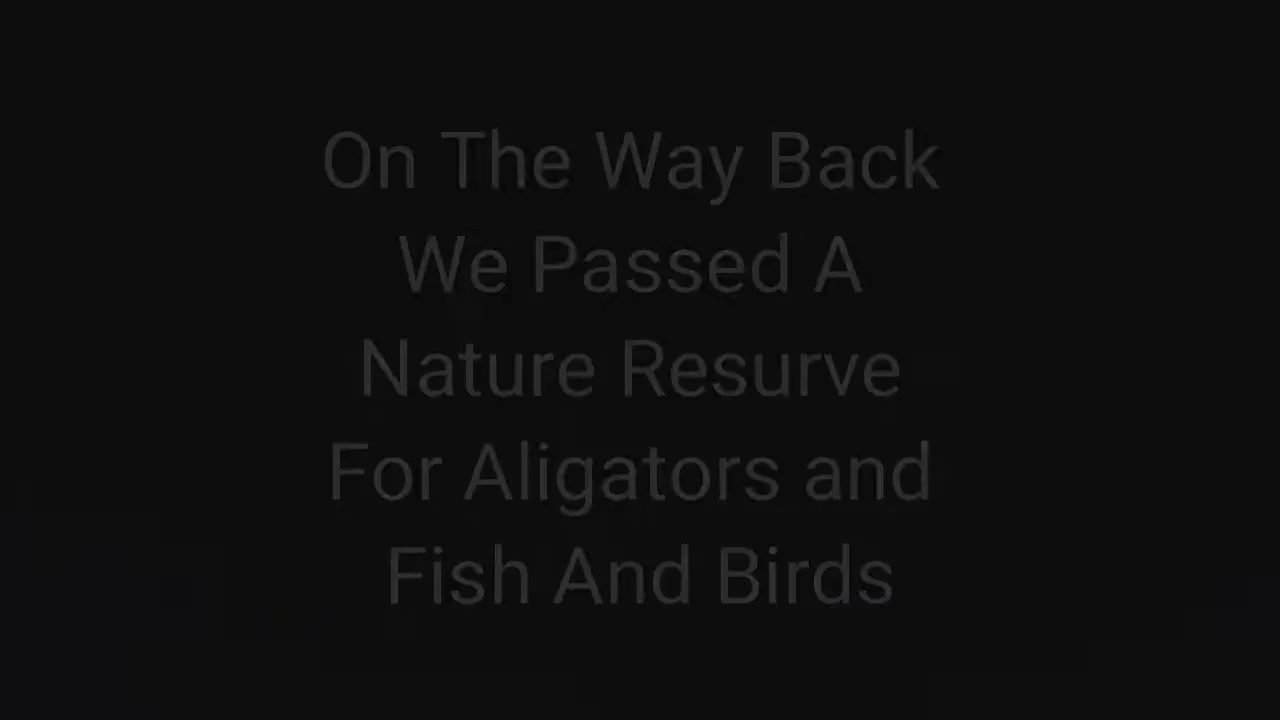 On The Way Back
We Passed A
Nature Resurve
For Aligators and
Fish And Birds